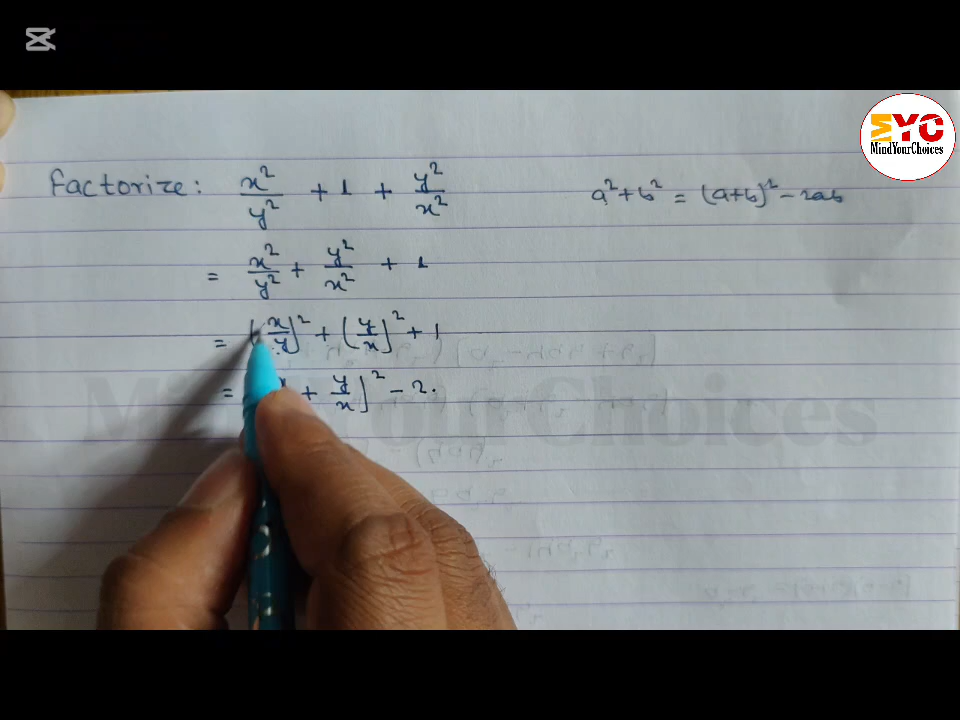 MYC
MindYourChoices
Factorize: x²/y² + 1 + y²/x²
a² + b² = (a+b)² - 2ab
= x²/y² + y²/x² + 1
= (x/y)² + (y/x)² + 1
= + y/x)² - 2.